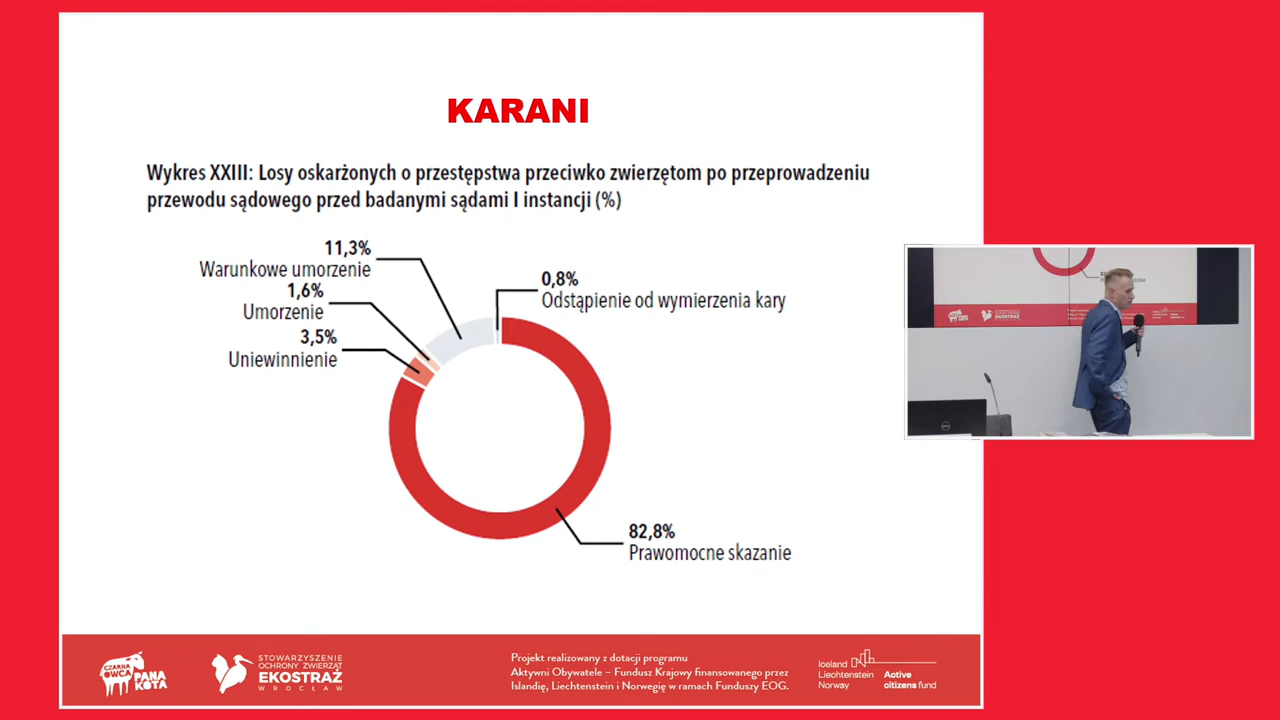 KARANI
Wykres XXIII: Losy oskarżonych o przestępstwa przeciwko zwierzętom po przeprowadzeniu
przewodu sądowego przed badanymi sądami I instancji (%)
11,3%
Warunkowe umorzenie
1,6%
Umorzenie
3,5%
Uniewinnienie
0,8%
Odstąpienie od wymierzenia kary
82,8%
Prawomocne skazanie
CZARNA
OWCA
PANA
KOTA
STOWARZYSZENIE
OCHRONY ZWIERZĄT
EKOSTRAŻ
WROCŁAW
Projekt realizowany z dotacji programu
Aktywni Obywatele – Fundusz Krajowy finansowanego przez
Islandię, Liechtenstein i Norwegię w ramach Funduszy EOG.
Iceland
Liechtenstein
Norway
Active
citizens fund
EKOSTRAŻ